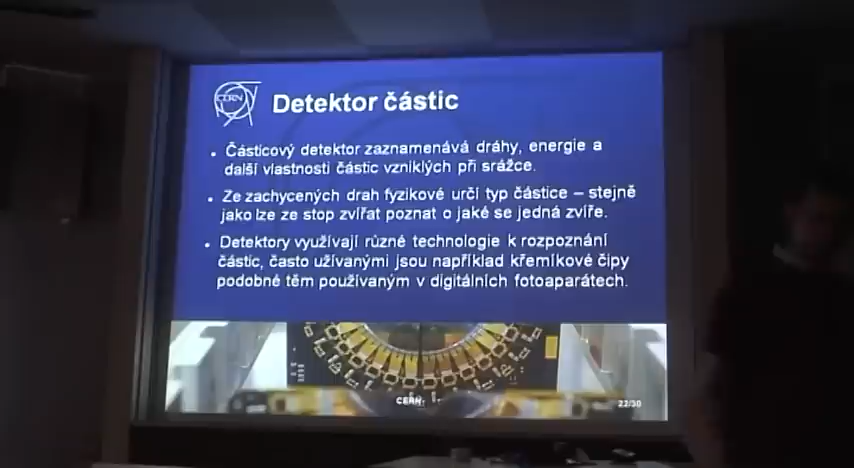 CERN
Detektor částic
• Částicový detektor zaznamenává dráhy, energie a
další vlastnosti částic vzniklých při srážce.
• Ze zachycených drah fyzikové určí typ částice – stejně
jako lze ze stop zvířat poznat o jaké se jedná zvíře.
• Detektory využívají různé technologie k rozpoznání
částic, často užívanými jsou například křemíkové čipy
podobné těm používaným v digitálních fotoaparátech.
CERN
22/30